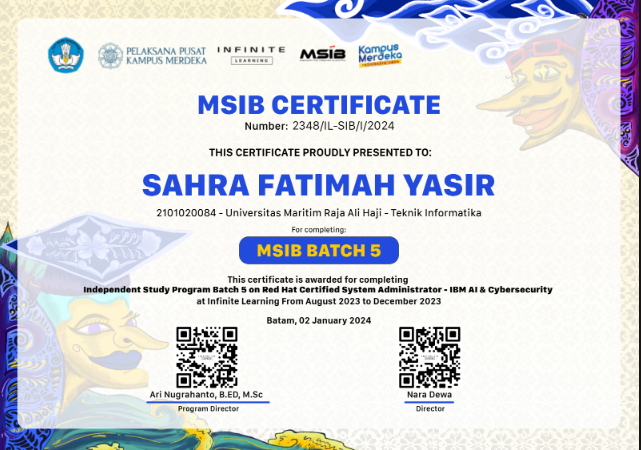 PELAKSANA PUSAT
KAMPUS MERDEKA
INFINITE
LEARNING
MSIB
Kampus
Merdeka
MSIB CERTIFICATE
Number: 2348/IL-SIB/I/2024
THIS CERTIFICATE PROUDLY PRESENTED TO:
SAHRA FATIMAH YASIR
2101020084 - Universitas Maritim Raja Ali Haji - Teknik Informatika
For completing:
MSIB BATCH 5
This certificate is awarded for completing
Independent Study Program Batch 5 on Red Hat Certified System Administrator - IBM AI & Cybersecurity
at Infinite Learning From August 2023 to December 2023
Batam, 02 January 2024
Ari Nugrahanto, B.ED, M.Sc
Program Director
Nara Dewa
Director